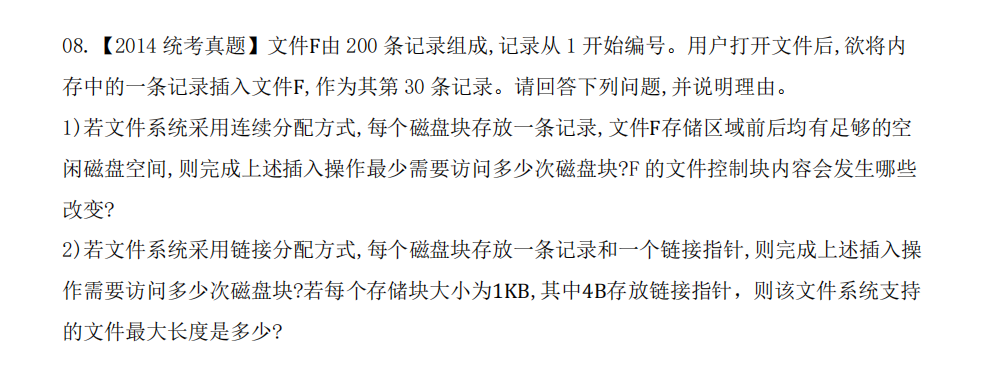 08.【2014 统考真题】文件F由 200 条记录组成,记录从 1 开始编号。用户打开文件后,欲将内
存中的一条记录插入文件F,作为其第 30 条记录。请回答下列问题,并说明理由。
1)若文件系统采用连续分配方式,每个磁盘块存放一条记录,文件F存储区域前后均有足够的空
闲磁盘空间,则完成上述插入操作最少需要访问多少次磁盘块?F 的文件控制块内容会发生哪些
改变?
2)若文件系统采用链接分配方式,每个磁盘块存放一条记录和一个链接指针,则完成上述插入操
作需要访问多少次磁盘块?若每个存储块大小为1KB,其中4B存放链接指针，则该文件系统支持
的文件最大长度是多少?